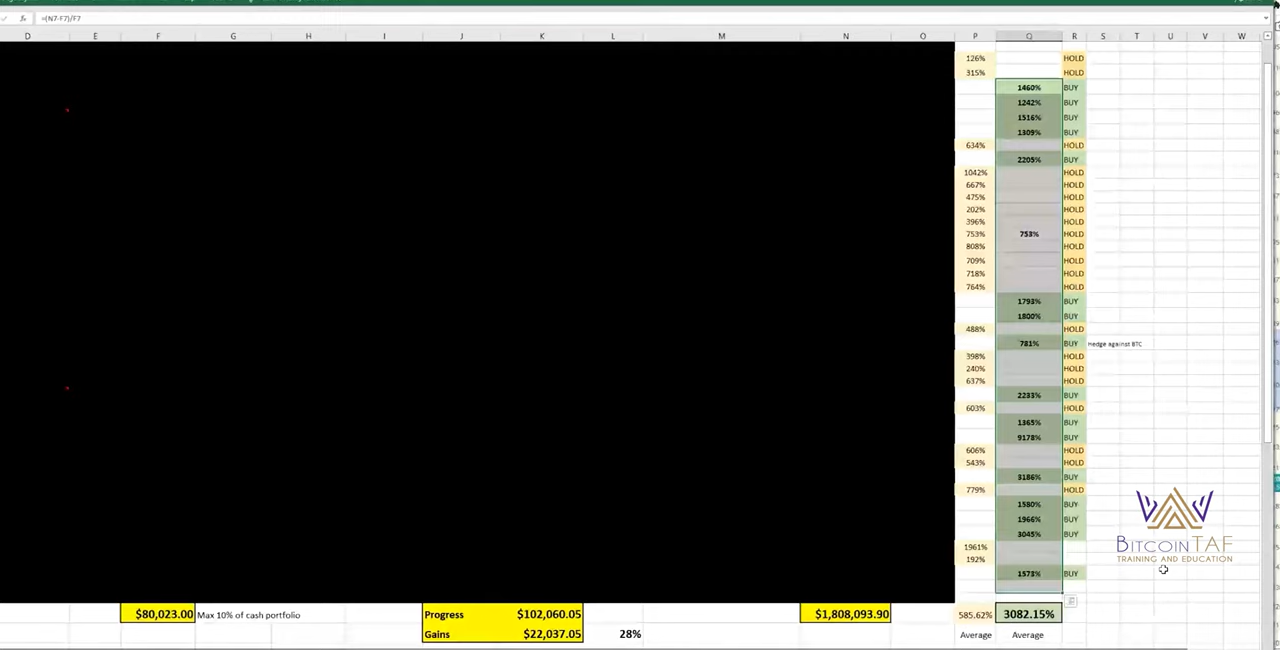 fx =(N7-F7)/F7
D E F G H I J K L M N O P Q R S T U V W
126% HOLD
315% HOLD
1460% BUY
1242% BUY
1516% BUY
1309% BUY
634% HOLD
2205% BUY
1042% HOLD
667% HOLD
475% HOLD
202% HOLD
396% HOLD
753% 753% HOLD
808% HOLD
709% HOLD
718% HOLD
764% HOLD
1793% BUY
1800% BUY
488% HOLD
781% BUY Hedge against BTC
398% HOLD
240% HOLD
637% HOLD
2233% BUY
603% HOLD
1365% BUY
9178% BUY
606% HOLD
543% HOLD
3186% BUY
779% HOLD
1580% BUY
1966% BUY
3045% BUY
1961%
192%
1573% BUY
BITCOINTAF
TRAINING AND EDUCATION
$80,023.00 Max 10% of cash portfolio Progress $102,060.05 $1,808,093.90 585.62% 3082.15%
Gains $22,037.05 28% Average Average